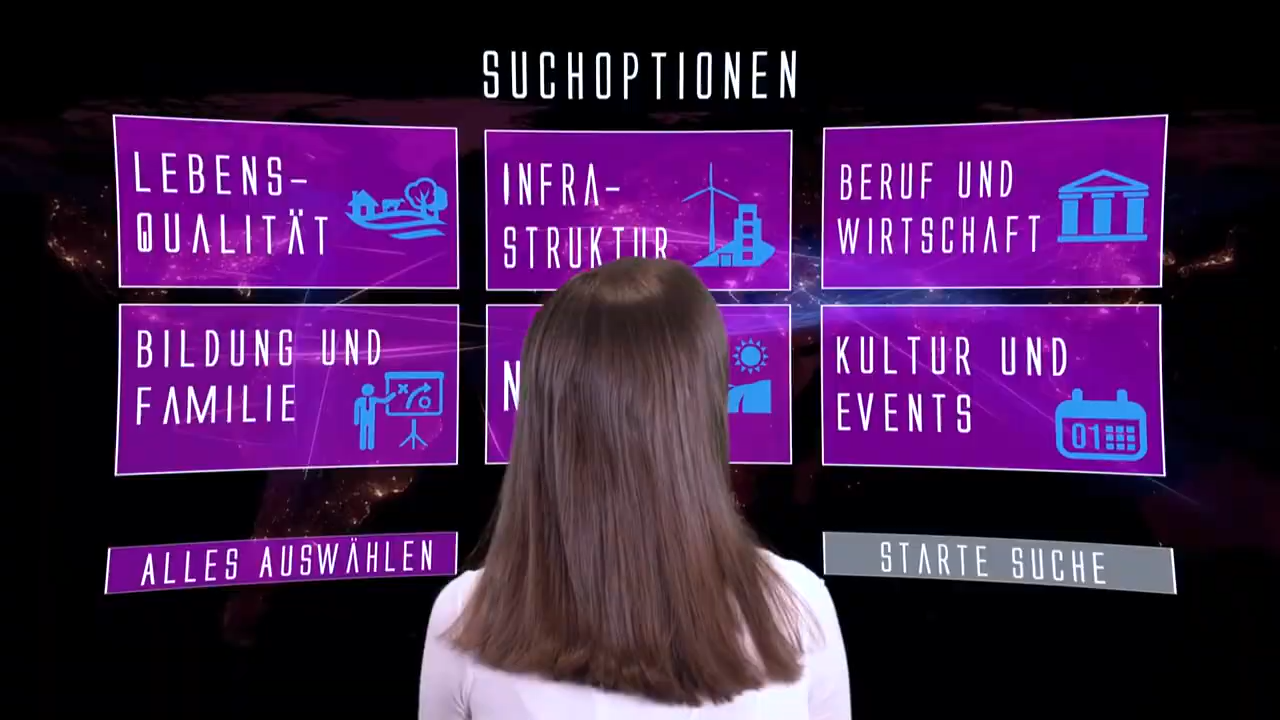 SUCHOPTIONEN
LEBENS-
QUALITÄT
INFRA-
STRUKTUR
BERUF UND
WIRTSCHAFT
BILDUNG UND
FAMILIE
KULTUR UND
EVENTS
01
ALLES AUSWÄHLEN
STARTE SUCHE